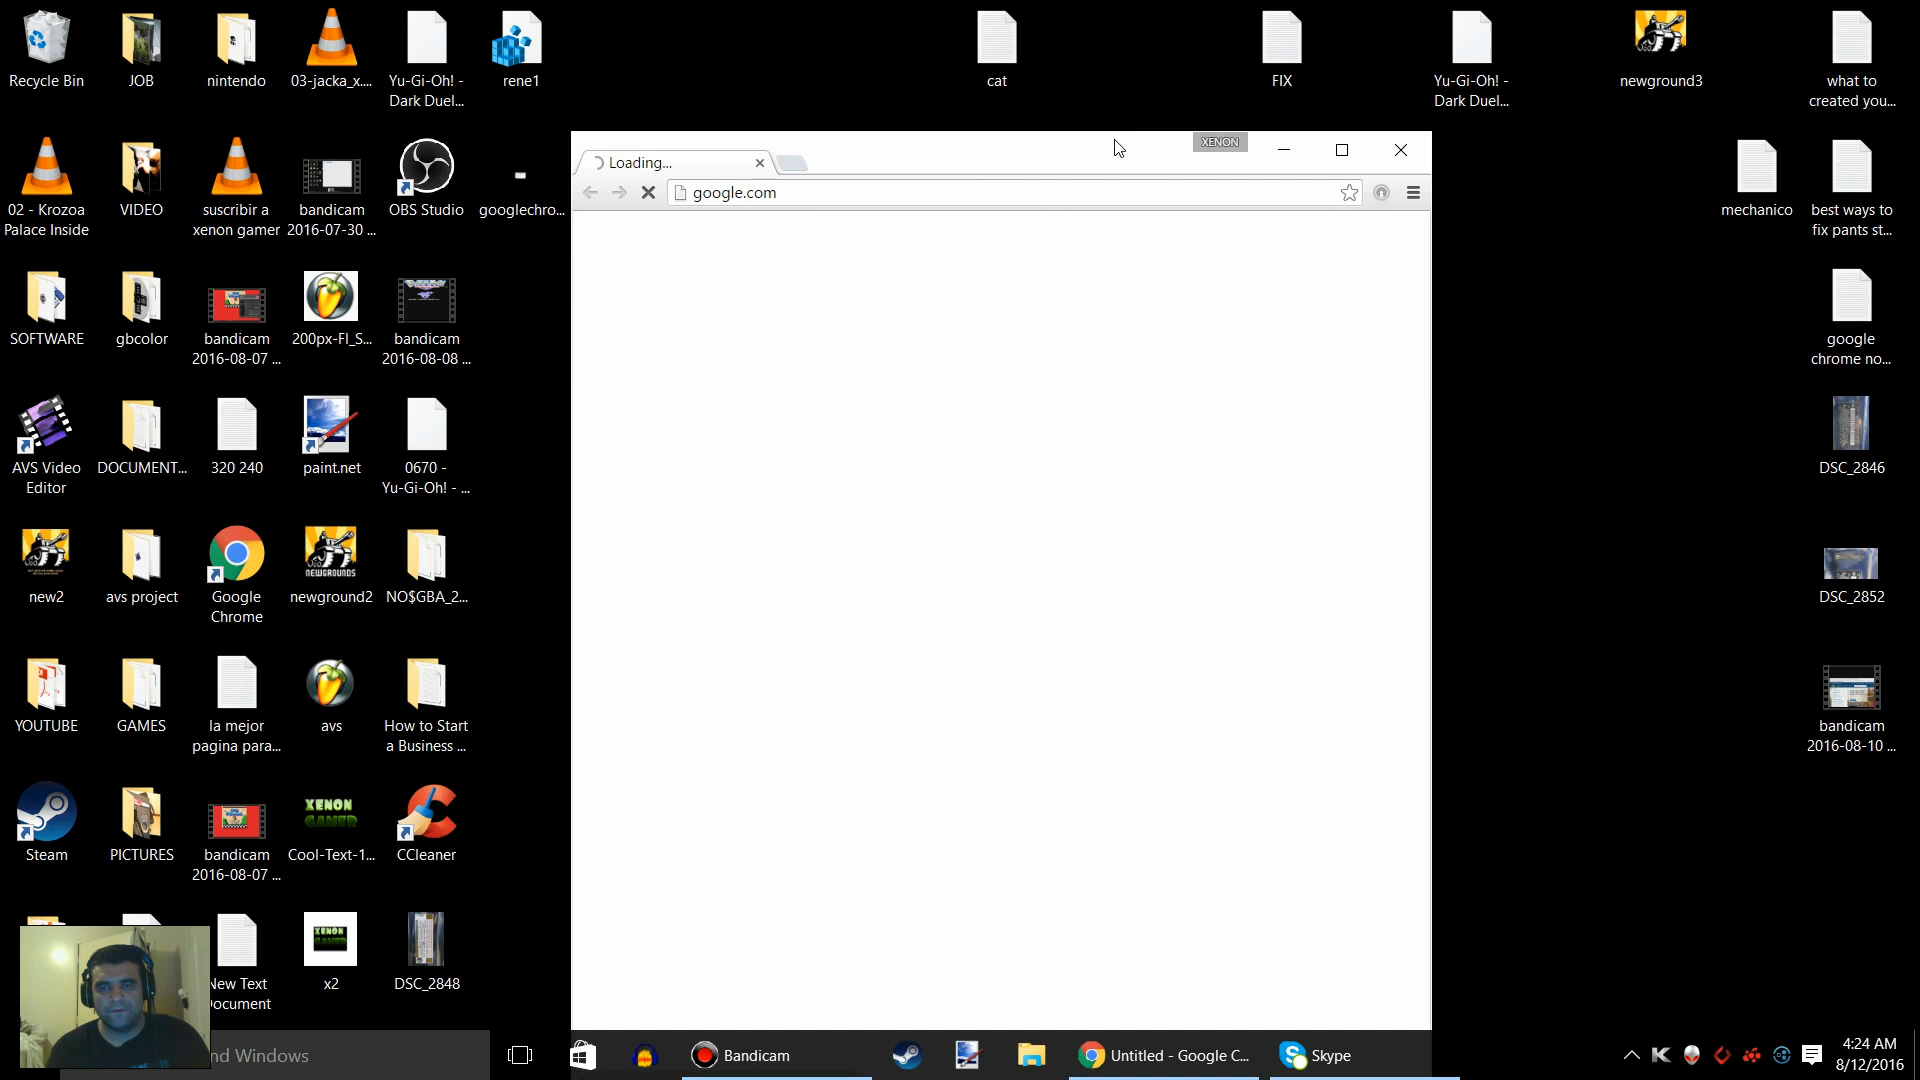 Recycle Bin
JOB
nintendo
03-jacka_x....
Yu-Gi-Oh! -
Dark Duel...
rene1
cat
FIX
Yu-Gi-Oh! -
Dark Duel...
newground3
what to
created you...
02 - Krozoa
Palace Inside
VIDEO
suscribir a
xenon gamer
bandicam
2016-07-30 ...
OBS Studio
googlechro...
Loading...
XENON
google.com
mechanico
best ways to
fix pants st...
SOFTWARE
gbcolor
bandicam
2016-08-07 ...
200px-Fl_S...
bandicam
2016-08-08 ...
google
chrome no...
AVS Video
Editor
DOCUMENT...
320 240
paint.net
0670 -
Yu-Gi-Oh! - ...
DSC_2846
new2
avs project
Google
Chrome
NEWGROUNDS
newground2
NO$GBA_2...
DSC_2852
YOUTUBE
GAMES
la mejor
pagina para...
avs
How to Start
a Business ...
bandicam
2016-08-10 ...
Steam
PICTURES
bandicam
2016-08-07 ...
XENON
GAMER
Cool-Text-1...
CCleaner
New Text
Document
XENON
GAMER
x2
DSC_2848
nd Windows
Bandicam
Untitled - Google C...
Skype
4:24 AM
8/12/2016